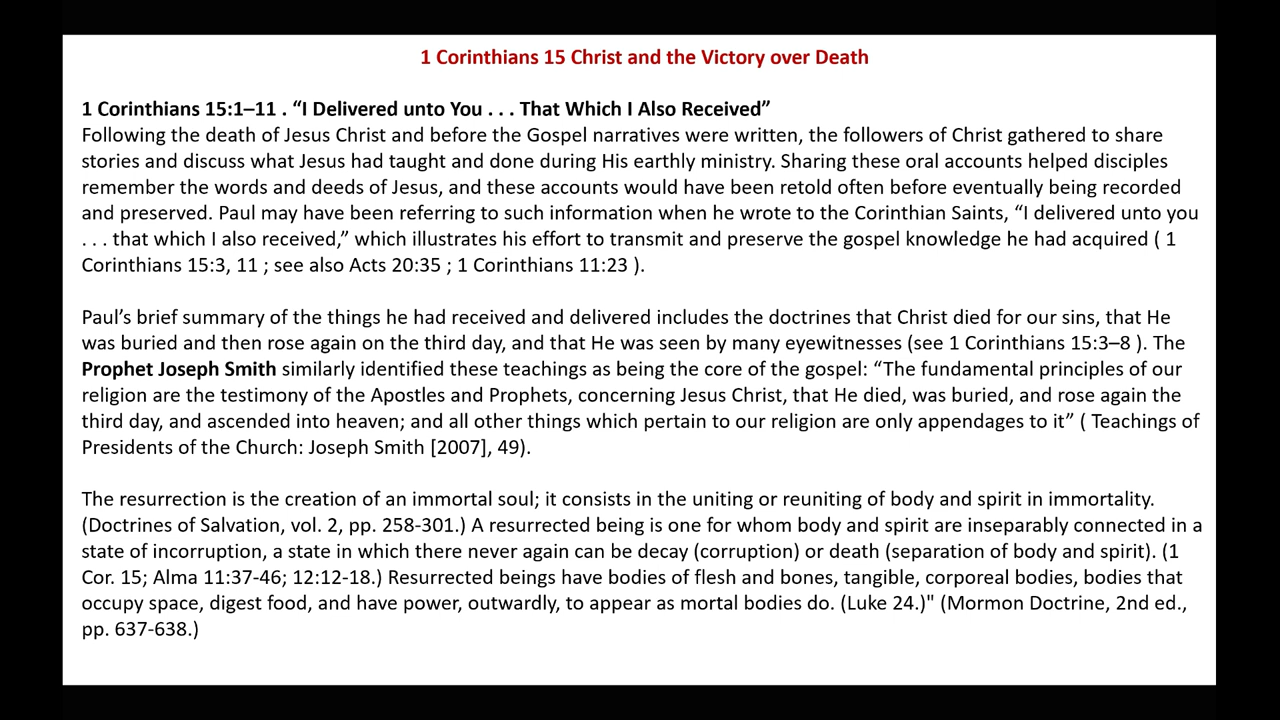 1 Corinthians 15 Christ and the Victory over Death
1 Corinthians 15:1–11 . “I Delivered unto You . . . That Which I Also Received”
Following the death of Jesus Christ and before the Gospel narratives were written, the followers of Christ gathered to share
stories and discuss what Jesus had taught and done during His earthly ministry. Sharing these oral accounts helped disciples
remember the words and deeds of Jesus, and these accounts would have been retold often before eventually being recorded
and preserved. Paul may have been referring to such information when he wrote to the Corinthian Saints, “I delivered unto you
. . . that which I also received,” which illustrates his effort to transmit and preserve the gospel knowledge he had acquired ( 1
Corinthians 15:3, 11 ; see also Acts 20:35 ; 1 Corinthians 11:23 ).
Paul’s brief summary of the things he had received and delivered includes the doctrines that Christ died for our sins, that He
was buried and then rose again on the third day, and that He was seen by many eyewitnesses (see 1 Corinthians 15:3–8 ). The
Prophet Joseph Smith similarly identified these teachings as being the core of the gospel: “The fundamental principles of our
religion are the testimony of the Apostles and Prophets, concerning Jesus Christ, that He died, was buried, and rose again the
third day, and ascended into heaven; and all other things which pertain to our religion are only appendages to it” ( Teachings of
Presidents of the Church: Joseph Smith [2007], 49).
The resurrection is the creation of an immortal soul; it consists in the uniting or reuniting of body and spirit in immortality.
(Doctrines of Salvation, vol. 2, pp. 258-301.) A resurrected being is one for whom body and spirit are inseparably connected in a
state of incorruption, a state in which there never again can be decay (corruption) or death (separation of body and spirit). (1
Cor. 15; Alma 11:37-46; 12:12-18.) Resurrected beings have bodies of flesh and bones, tangible, corporeal bodies, bodies that
occupy space, digest food, and have power, outwardly, to appear as mortal bodies do. (Luke 24.)" (Mormon Doctrine, 2nd ed.,
pp. 637-638.)